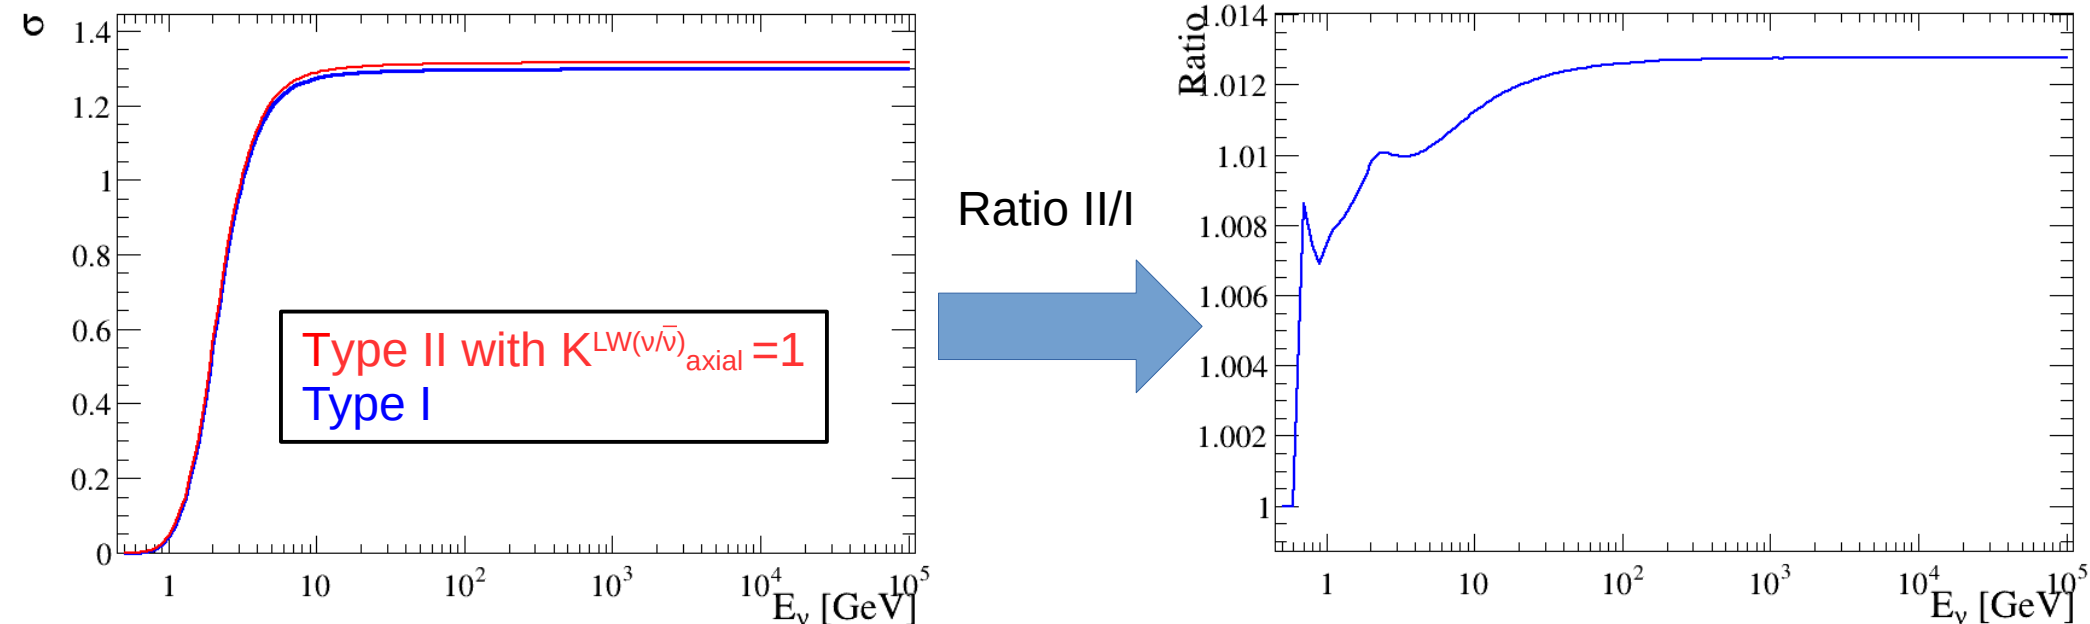 σ
1.4
1.2
1
0.8
0.6
0.4
0.2
0
1 10 10² 10³ 10⁴ 10⁵
Eν [GeV]
Type II with K^LW(ν/ν̄)_axial =1
Type I
Ratio II/I
Ratio
1.014
1.012
1.01
1.008
1.006
1.004
1.002
1
1 10 10² 10³ 10⁴ 10⁵
Eν [GeV]